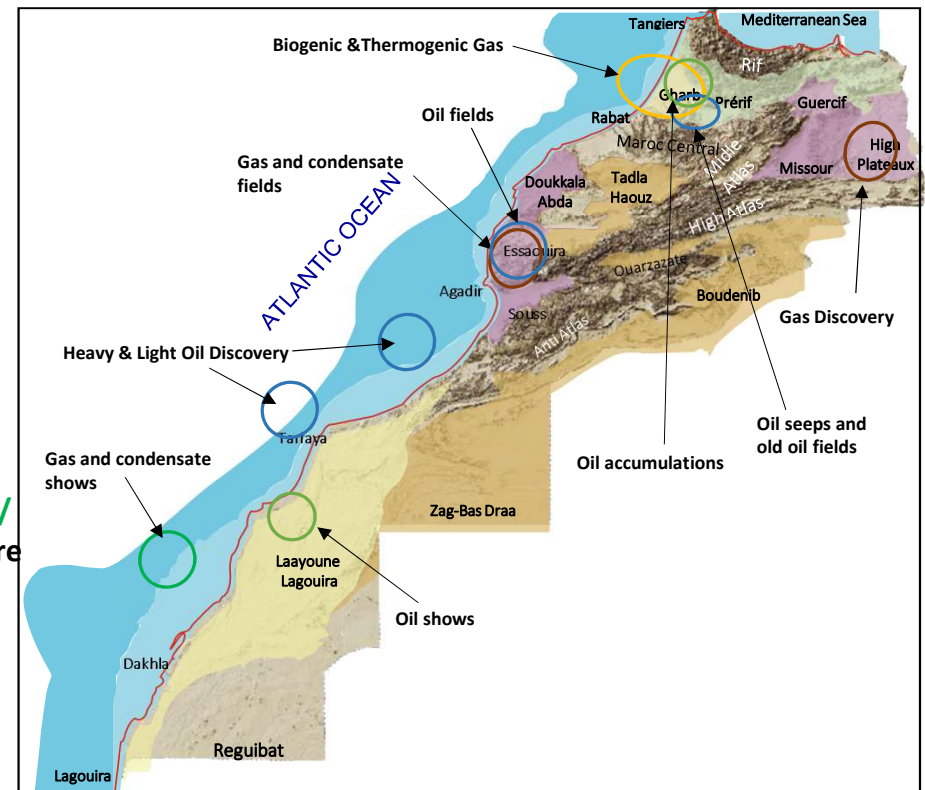 Tangiers
Mediterranean Sea
Biogenic &Thermogenic Gas
Rif
Gharb
Prérif
Guercif
Oil fields
Rabat
Maroc Central
High
Plateaux
Gas and condensate
fields
Middle
Atlas
Missour
Doukkala
Abda
Tadla
Haouz
High Atlas
ATLANTIC OCEAN
Essaouira
Ouarzazate
Agadir
Boudenib
Souss
Anti Atlas
Gas Discovery
Heavy & Light Oil Discovery
Tarfaya
Oil seeps and
old oil fields
Oil accumulations
Gas and condensate
shows
Zag-Bas Draa
Laayoune
Lagouira
Oil shows
Dakhla
Reguibat
Lagouira